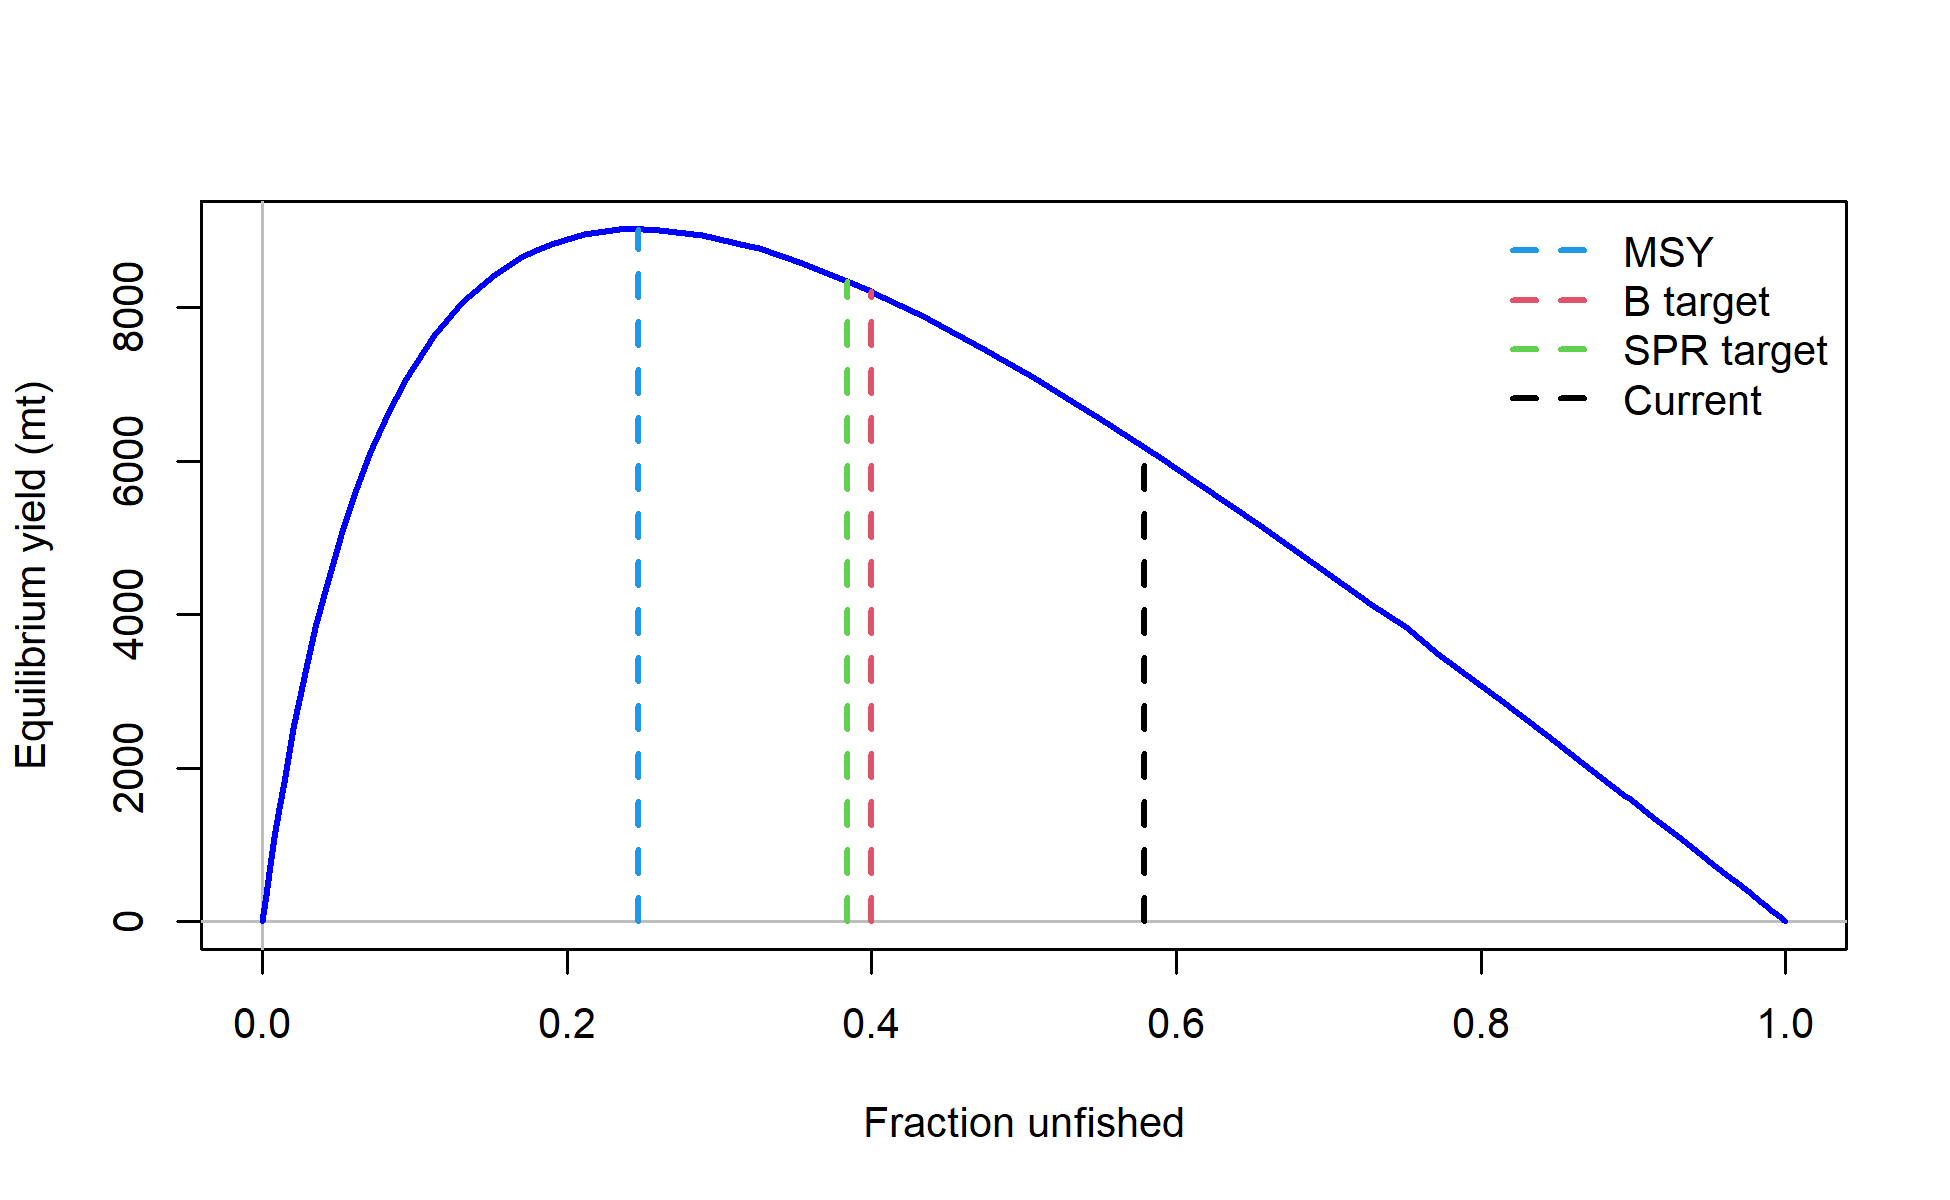 MSY
B target
SPR target
Current
Equilibrium yield (mt)
8000
6000
4000
2000
0
0.0 0.2 0.4 0.6 0.8 1.0
Fraction unfished